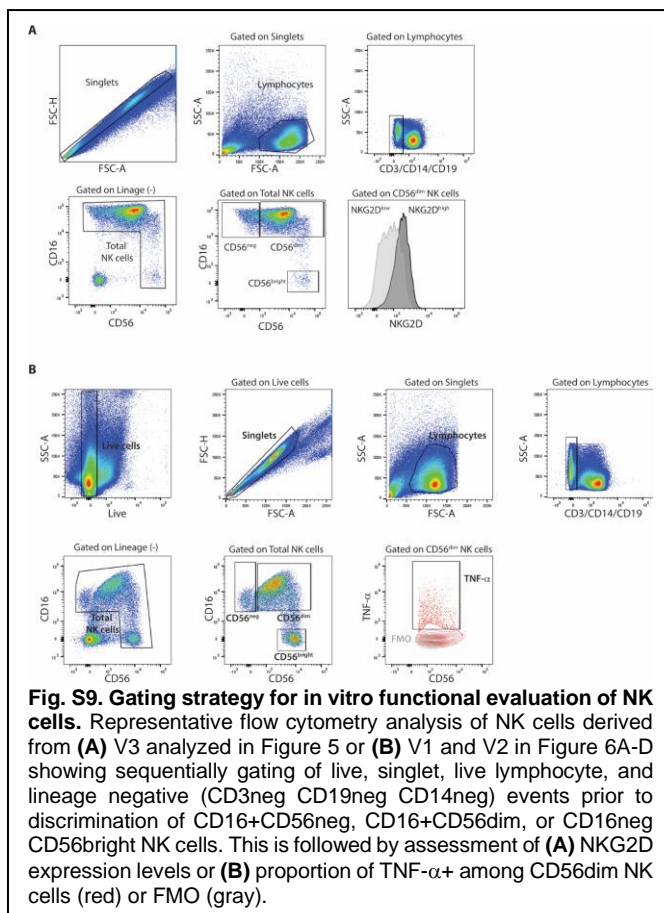 A
Gated on Singlets
Gated on Lymphocytes
Singlets
FSC-H
FSC-A
Lymphocytes
SSC-A
FSC-A
SSC-A
CD3/CD14/CD19
Gated on Lineage (-)
Gated on Total NK cells
Gated on CD56dim NK cells
Total
NK cells
CD16
CD56
CD56neg
CD56dim
CD56bright
CD16
CD56
NKG2Dlow
NKG2Dhigh
NKG2D
B
Gated on Live cells
Gated on Singlets
Gated on Lymphocytes
Live cells
SSC-A
Live
Singlets
FSC-H
FSC-A
Lymphocytes
SSC-A
FSC-A
SSC-A
CD3/CD14/CD19
Gated on Lineage (-)
Gated on Total NK cells
Gated on CD56dim NK cells
Total
NK cells
CD16
CD56
CD56neg
CD56dim
CD56bright
CD16
CD56
TNF-α
FMO
TNF-α
CD56
Fig. S9. Gating strategy for in vitro functional evaluation of NK
cells. Representative flow cytometry analysis of NK cells derived
from (A) V3 analyzed in Figure 5 or (B) V1 and V2 in Figure 6A-D
showing sequentially gating of live, singlet, live lymphocyte, and
lineage negative (CD3neg CD19neg CD14neg) events prior to
discrimination of CD16+CD56neg, CD16+CD56dim, or CD16neg
CD56bright NK cells. This is followed by assessment of (A) NKG2D
expression levels or (B) proportion of TNF-α+ among CD56dim NK
cells (red) or FMO (gray).